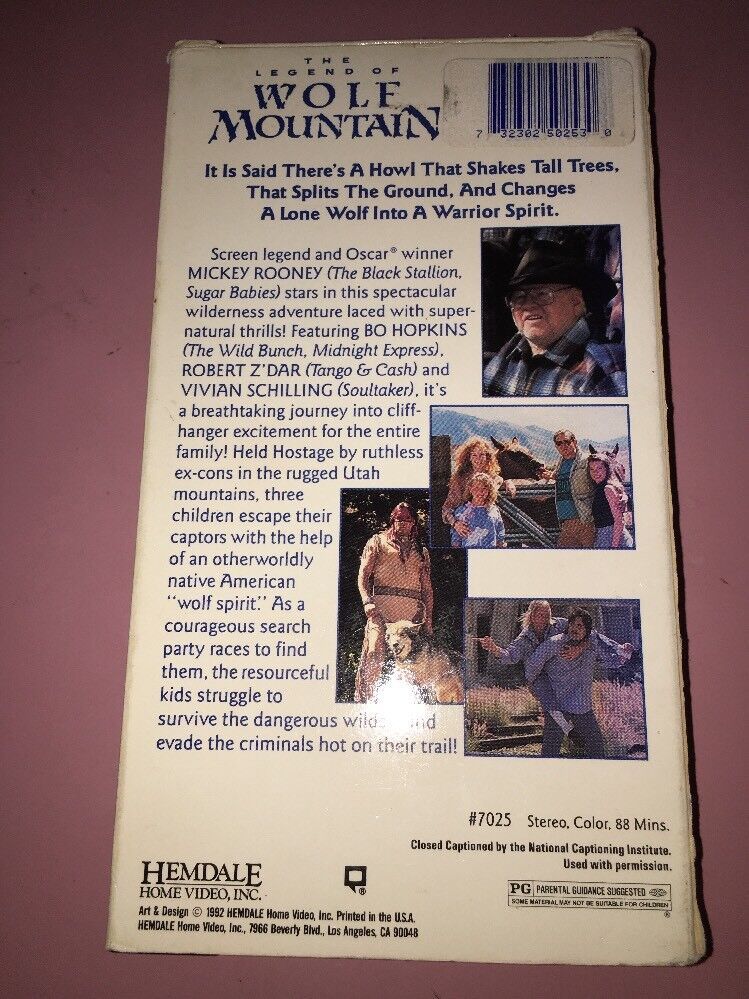 THE
LEGEND OF
WOLF
MOUNTAIN
7 32302 50253 0
It Is Said There's A Howl That Shakes Tall Trees,
That Splits The Ground, And Changes
A Lone Wolf Into A Warrior Spirit.
Screen legend and Oscar® winner
MICKEY ROONEY (The Black Stallion,
Sugar Babies) stars in this spectacular
wilderness adventure laced with super-
natural thrills! Featuring BO HOPKINS
(The Wild Bunch, Midnight Express),
ROBERT Z'DAR (Tango & Cash) and
VIVIAN SCHILLING (Soultaker), it's
a breathtaking journey into cliff-
hanger excitement for the entire
family! Held Hostage by ruthless
ex-cons in the rugged Utah
mountains, three
children escape their
captors with the help
of an otherworldly
native American
"wolf spirit." As a
courageous search
party races to find
them, the resourceful
kids struggle to
survive the dangerous
evade the criminals hot on their trail!
#7025 Stereo, Color, 88 Mins.
Closed Captioned by the National Captioning Institute.
Used with permission.
HEMDALE
HOME VIDEO, INC.
®
PG PARENTAL GUIDANCE SUGGESTED
SOME MATERIAL MAY NOT BE SUITABLE FOR CHILDREN
®
Art & Design © 1992 HEMDALE Home Video, Inc. Printed in the U.S.A.
HEMDALE Home Video, Inc., 7966 Beverly Blvd., Los Angeles, CA 90048